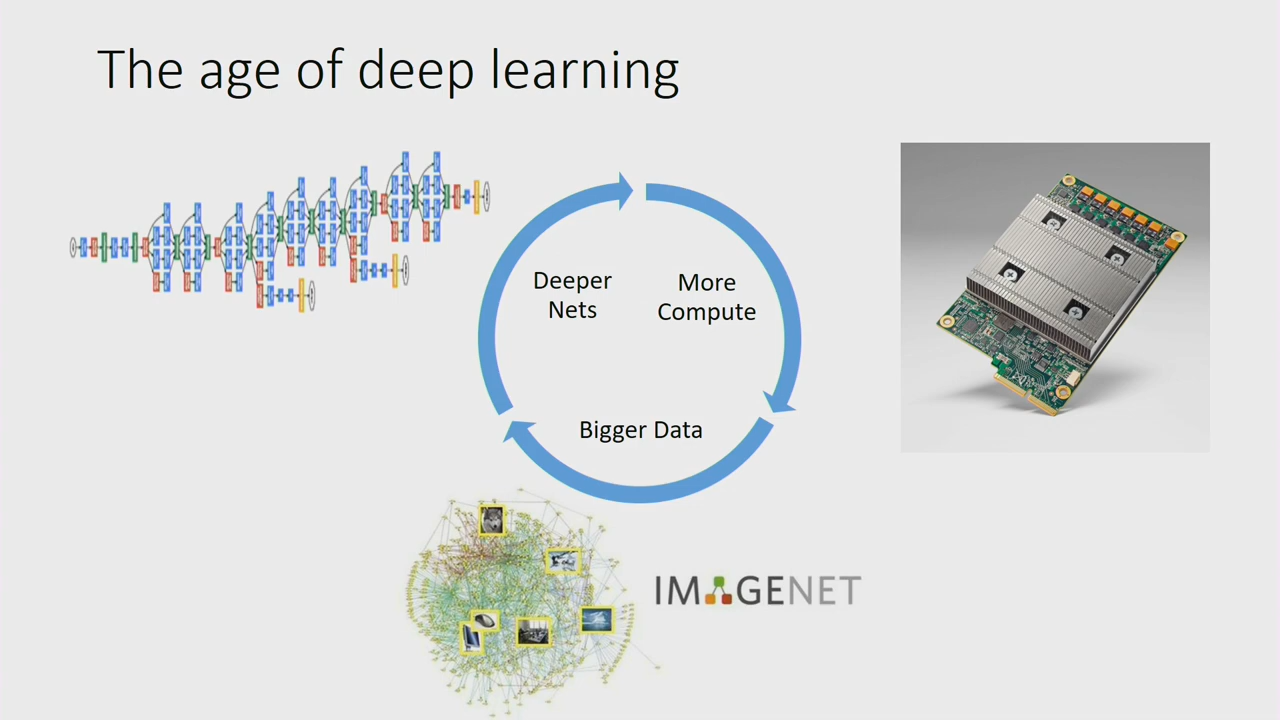 The age of deep learning
Deeper
Nets
More
Compute
Bigger Data
IMAGENET